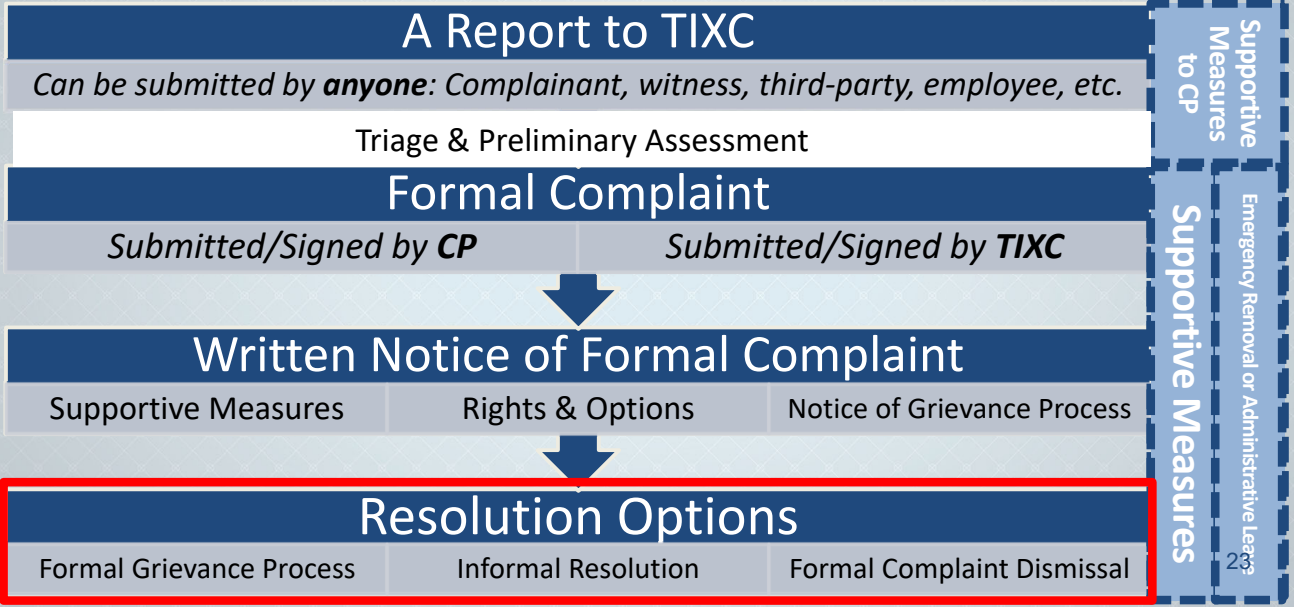 A Report to TIXC
Can be submitted by anyone: Complainant, witness, third-party, employee, etc.
Triage & Preliminary Assessment
Formal Complaint
Submitted/Signed by CP
Submitted/Signed by TIXC
Written Notice of Formal Complaint
Supportive Measures
Rights & Options
Notice of Grievance Process
Resolution Options
Formal Grievance Process
Informal Resolution
Formal Complaint Dismissal
Supportive
Measures
to CP
Supportive Measures
Emergency Removal or Administrative Leave
23